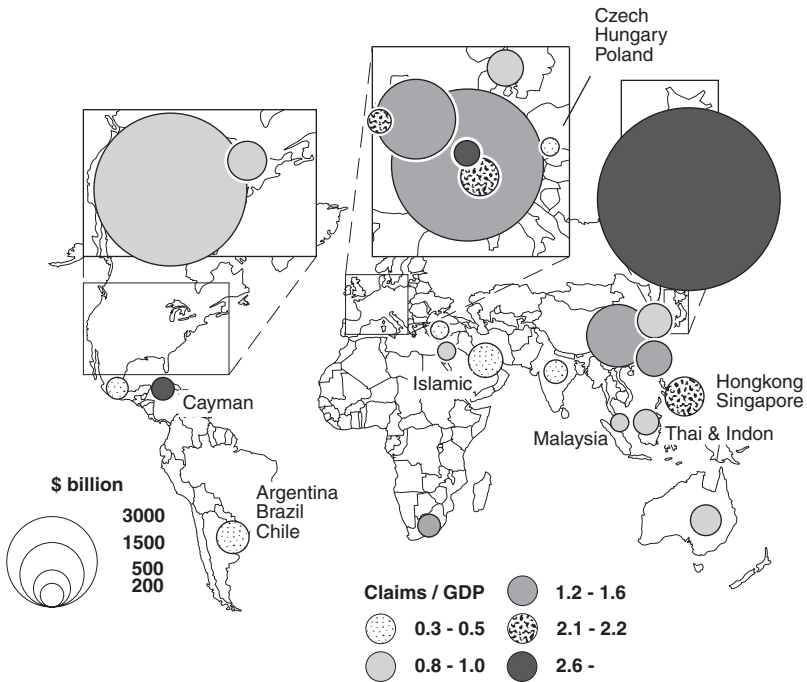 Czech
Hungary
Poland
Islamic
Hongkong
Singapore
Cayman
Malaysia
Thai & Indon
$ billion
3000
1500
500
200
Argentina
Brazil
Chile
Claims / GDP
0.3 - 0.5
0.8 - 1.0
1.2 - 1.6
2.1 - 2.2
2.6 -